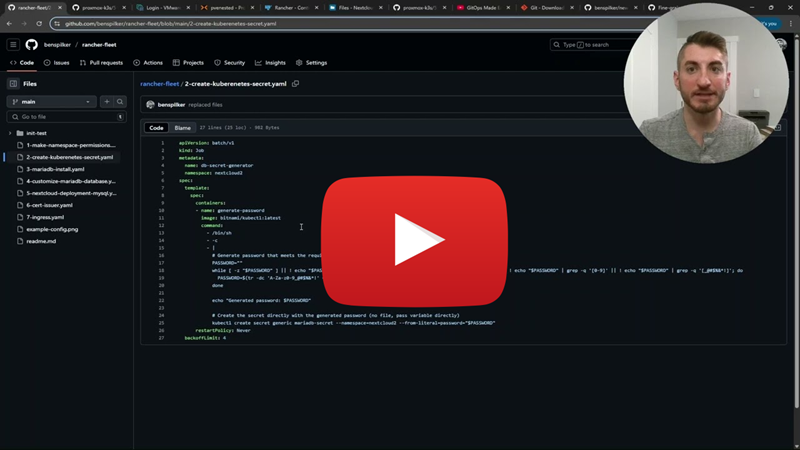 rancher-fleet/
proxmox-k3s/
Login - VMwar
pvenested - Pro
Rancher - Com
Files - Nextclou
proxmox-k3s/
GitOps Made
Git - Download
benspilker/nex
Fine-g
github.com/benspilker/rancher-fleet/blob/main/2-create-kuberenetes-secret.yaml
benspilker / rancher-fleet
Type / to search
Code
Issues
Pull requests
Actions
Projects
Security
Insights
Settings
Files
main
Go to file
t
init-test
1-make-namespace-permissions....
2-create-kuberenetes-secret.yaml
3-mariadb-install.yaml
4-customize-mariadb-database.y...
5-nextcloud-deployment-mysql.y...
6-cert-issuer.yaml
7-ingress.yaml
example-config.png
readme.md
rancher-fleet / 2-create-kuberenetes-secret.yaml
benspilker replaced files
Code Blame 27 lines (25 loc) · 982 Bytes
1 apiVersion: batch/v1
2 kind: Job
3 metadata:
4 name: db-secret-generator
5 namespace: nextcloud2
6 spec:
7 template:
8 spec:
9 containers:
10 - name: generate-password
11 image: bitnami/kubectl:latest
12 command:
13 - /bin/sh
14 - -c
15 - |
16 # Generate password that meets the requi
17 PASSWORD=""
18 while [ -z "$PASSWORD" ] || ! echo "$PAS ! echo "$PASSWORD" | grep -q '[0-9]' || ! echo "$PASSWORD" | grep -q '[_@#$%&*!]'; do
19 PASSWORD=$(tr -dc 'A-Za-z0-9_@#$%&*!'
20 done
21
22 echo "Generated password: $PASSWORD"
23
24 # Create the secret directly with the generated password (no file, pass variable directly)
25 kubectl create secret generic mariadb-secret --namespace=nextcloud2 --from-literal=password="$PASSWORD"
26 restartPolicy: Never
27 backoffLimit: 4